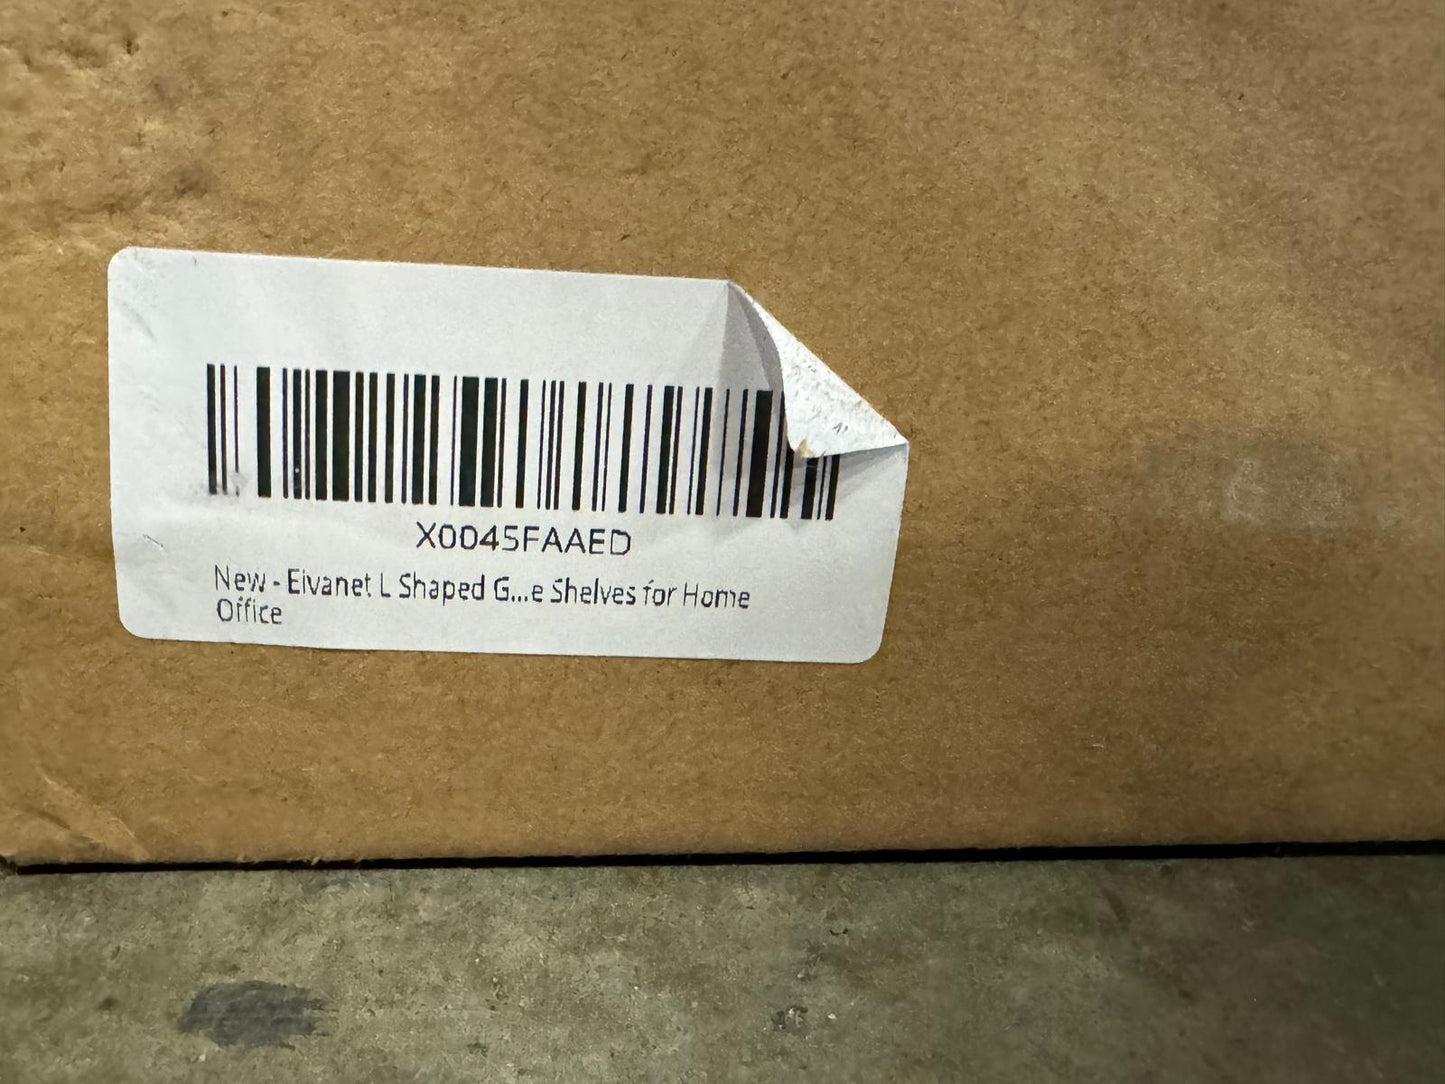 X0045FAAED
New - Eivanet L Shaped G...e Shelves for Home
Office